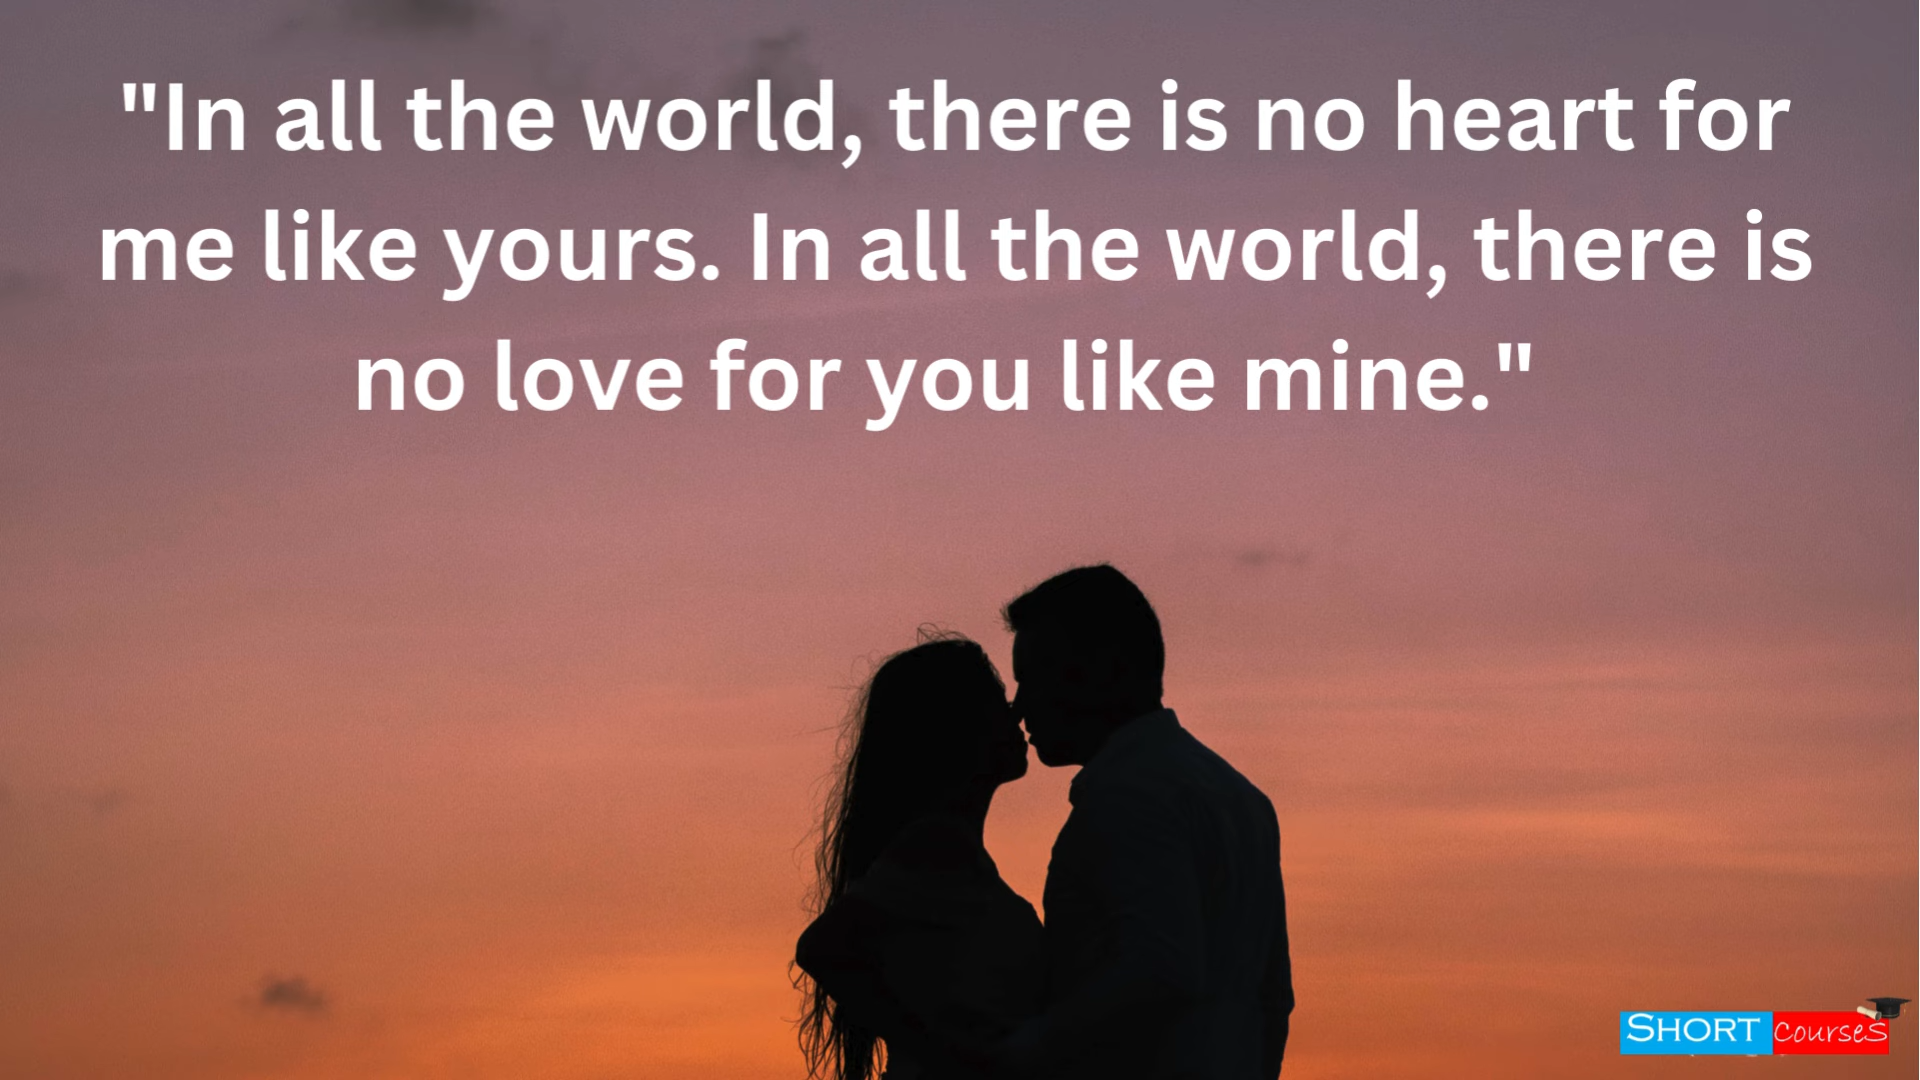 "In all the world, there is no heart for
me like yours. In all the world, there is
no love for you like mine."
SHORT Courses